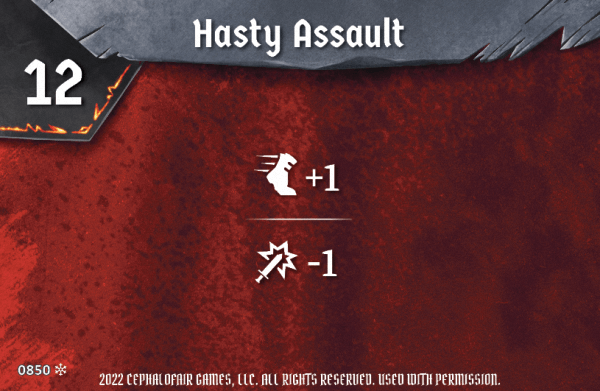 Hasty Assault
12
+1
-1
0850
2022 CEPHALOFAIR GAMES, LLC. ALL RIGHTS RESERVED. USED WITH PERMISSION.